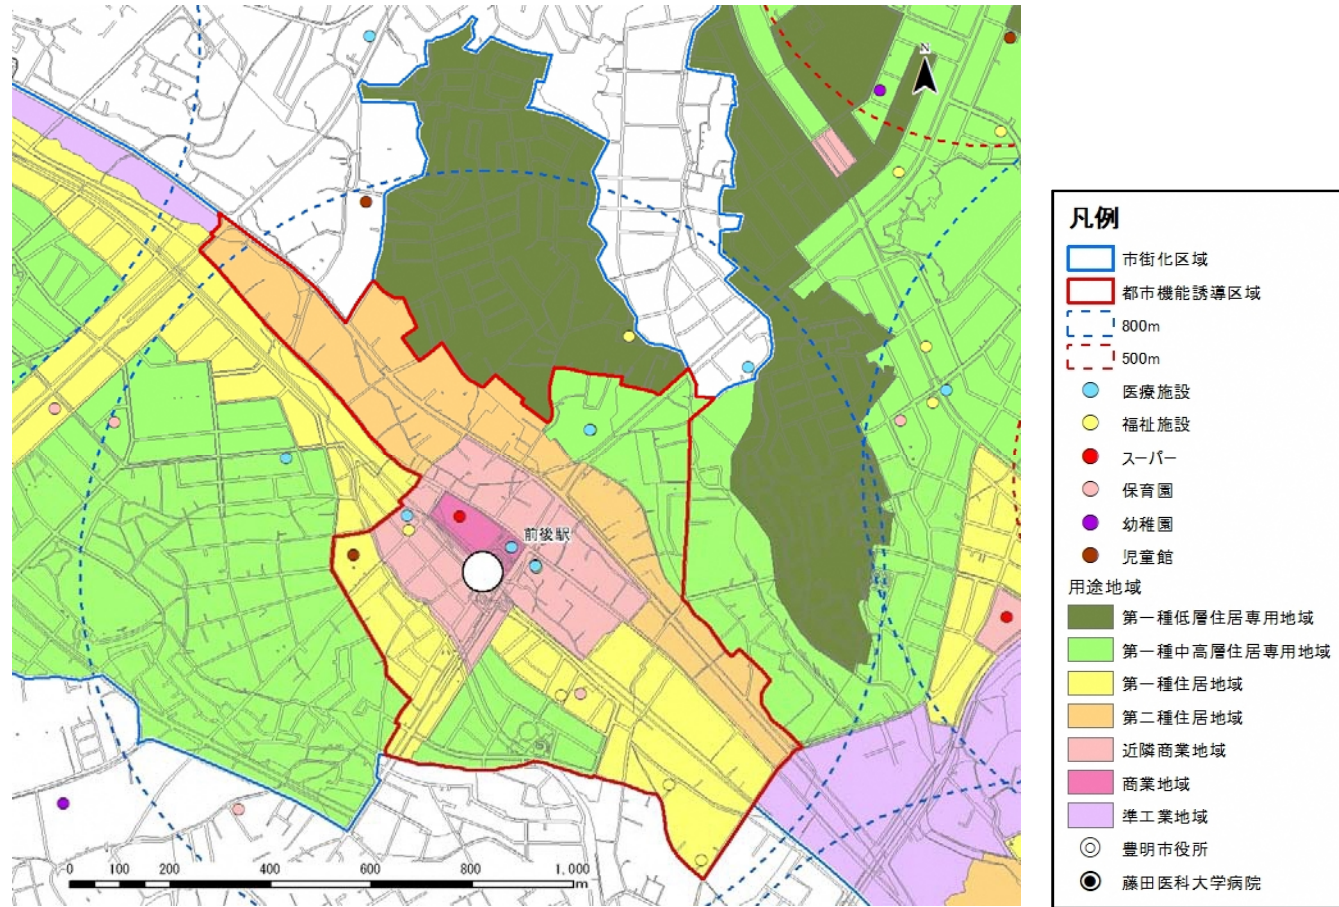 N
前後駅
0 100 200 400 600 800 1,000
m
凡例
市街化区域
都市機能誘導区域
800m
500m
医療施設
福祉施設
スーパー
保育園
幼稚園
児童館
用途地域
第一種低層住居専用地域
第一種中高層住居専用地域
第一種住居地域
第二種住居地域
近隣商業地域
商業地域
準工業地域
豊明市役所
藤田医科大学病院